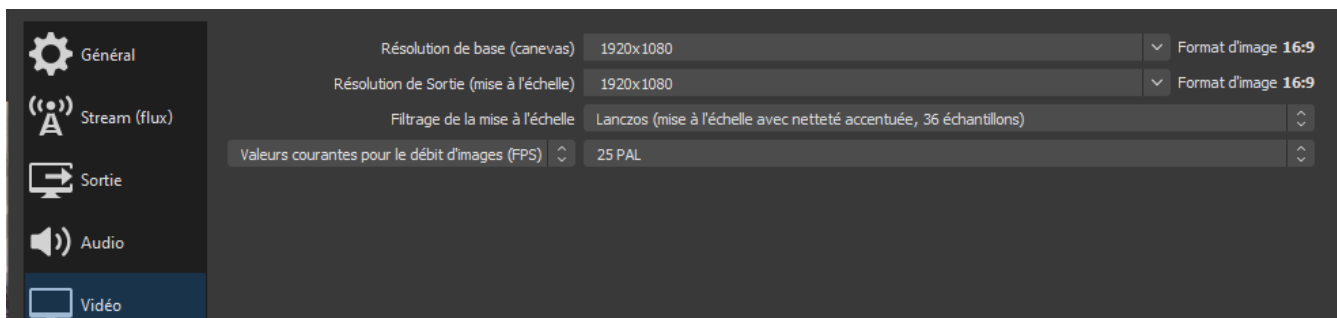 Général
Stream (flux)
Sortie
Audio
Vidéo
Résolution de base (canevas) 1920x1080 Format d'image 16:9
Résolution de Sortie (mise à l'échelle) 1920x1080 Format d'image 16:9
Filtrage de la mise à l'échelle Lanczos (mise à l'échelle avec netteté accentuée, 36 échantillons)
Valeurs courantes pour le débit d'images (FPS) 25 PAL